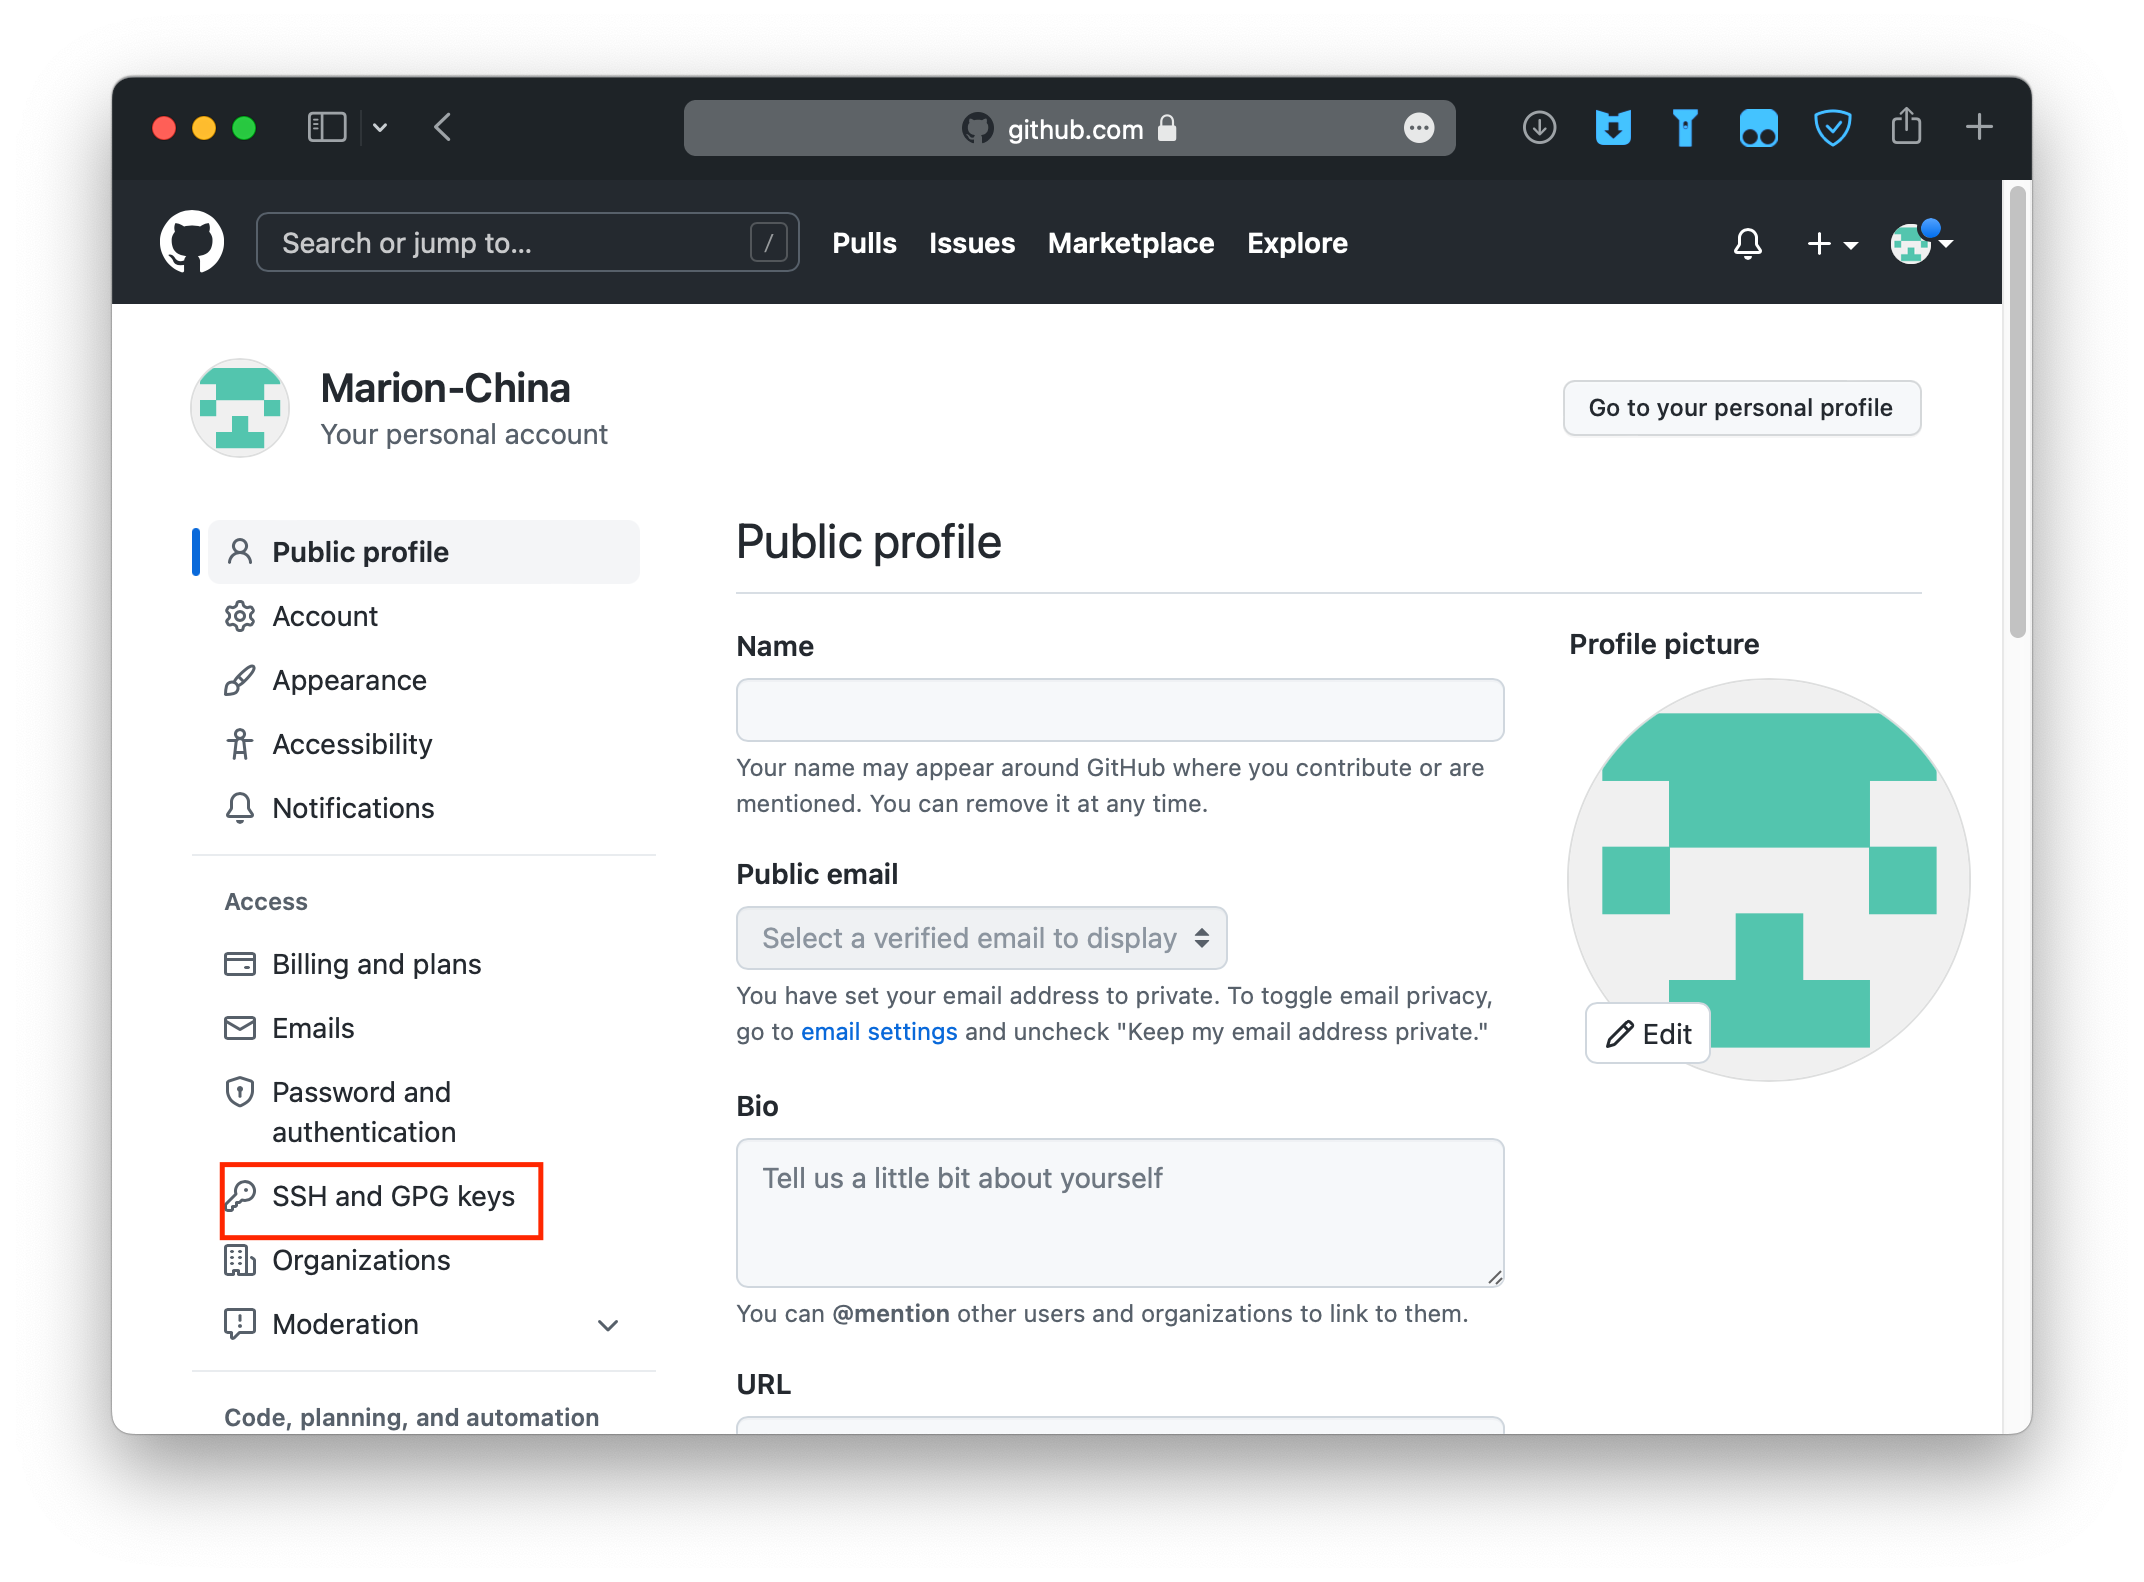 github.com
Search or jump to...
/
Pulls
Issues
Marketplace
Explore
Marion-China
Your personal account
Go to your personal profile
Public profile
Account
Appearance
Accessibility
Notifications
Access
Billing and plans
Emails
Password and
authentication
SSH and GPG keys
Organizations
Moderation
Code, planning, and automation
Public profile
Name
Your name may appear around GitHub where you contribute or are
mentioned. You can remove it at any time.
Public email
Select a verified email to display
You have set your email address to private. To toggle email privacy,
go to email settings and uncheck "Keep my email address private."
Bio
Tell us a little bit about yourself
You can @mention other users and organizations to link to them.
URL
Profile picture
Edit